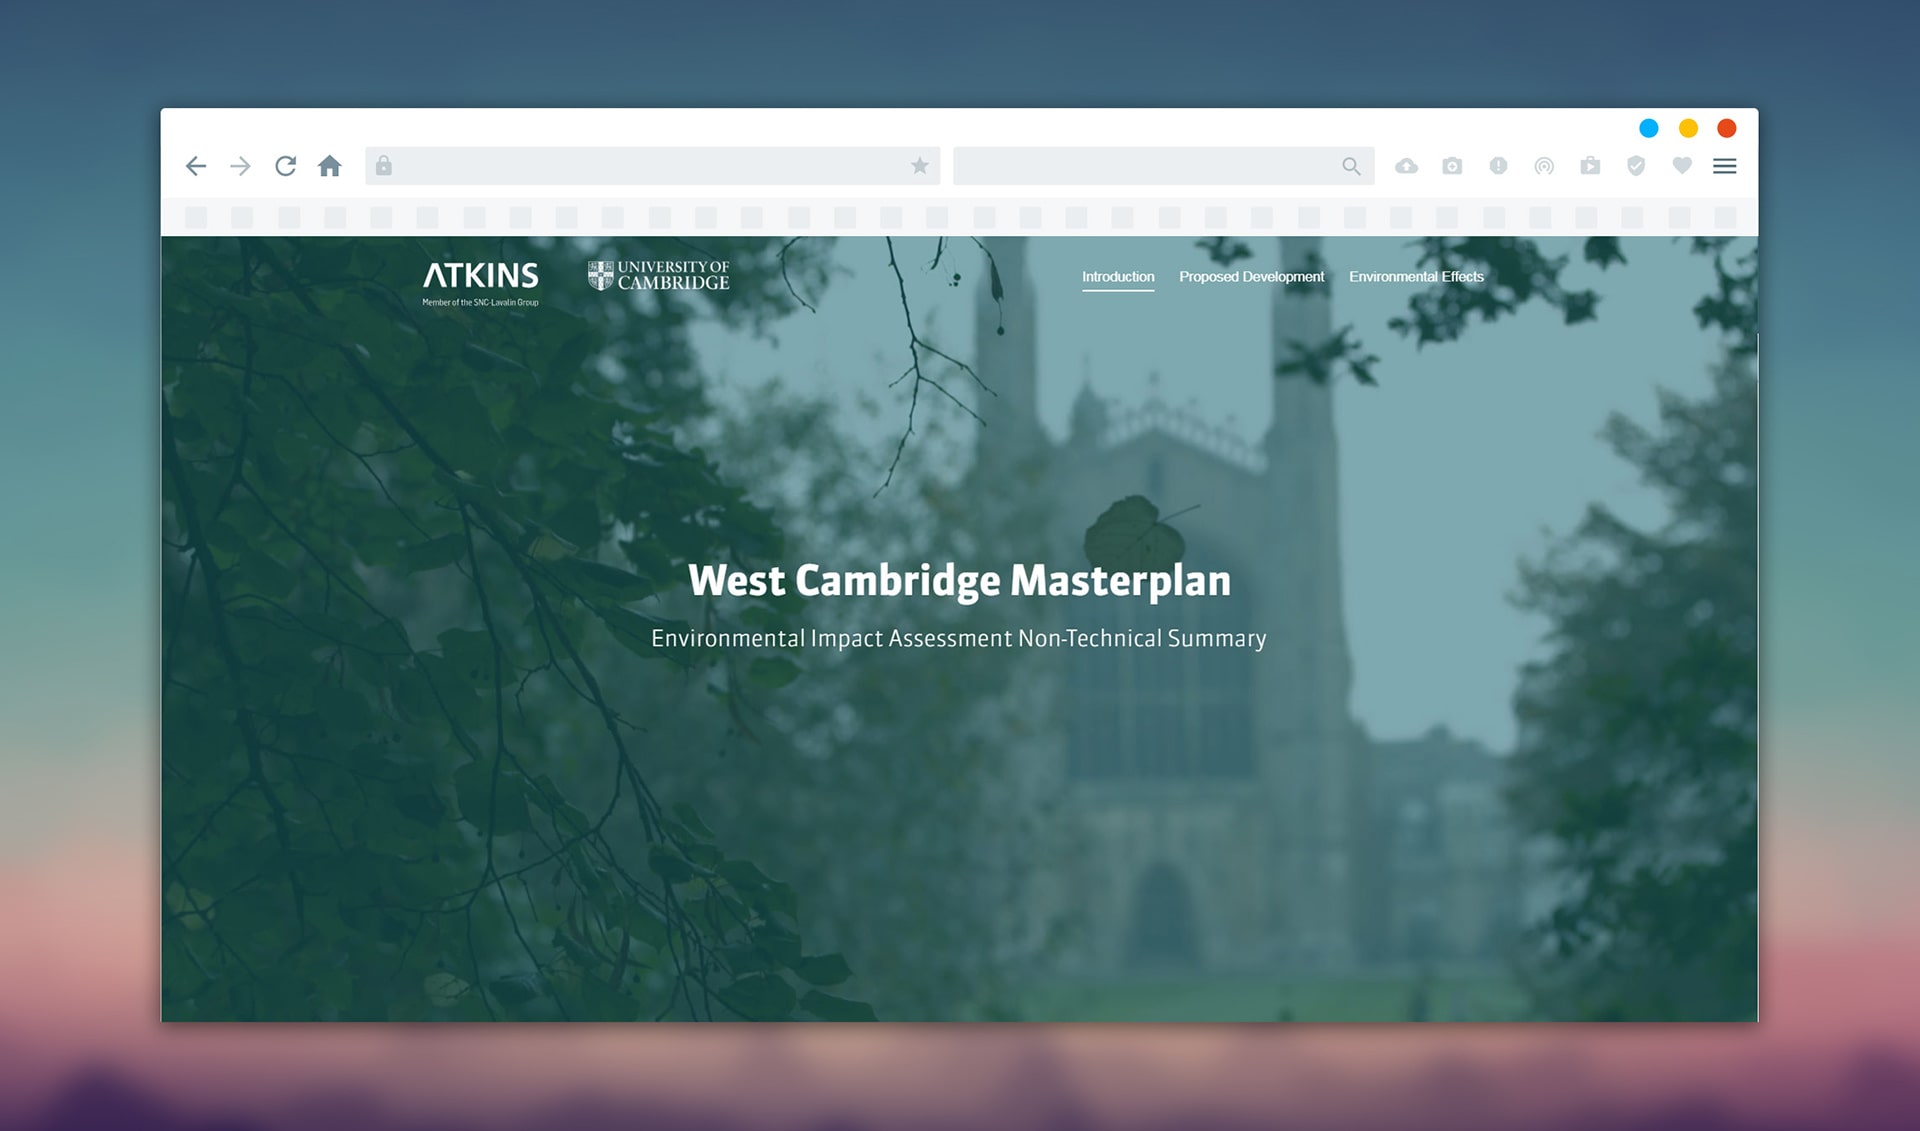 ATKINS
Member of the SNC-Lavalin Group
UNIVERSITY OF
CAMBRIDGE
Introduction Proposed Development Environmental Effects
West Cambridge Masterplan
Environmental Impact Assessment Non-Technical Summary